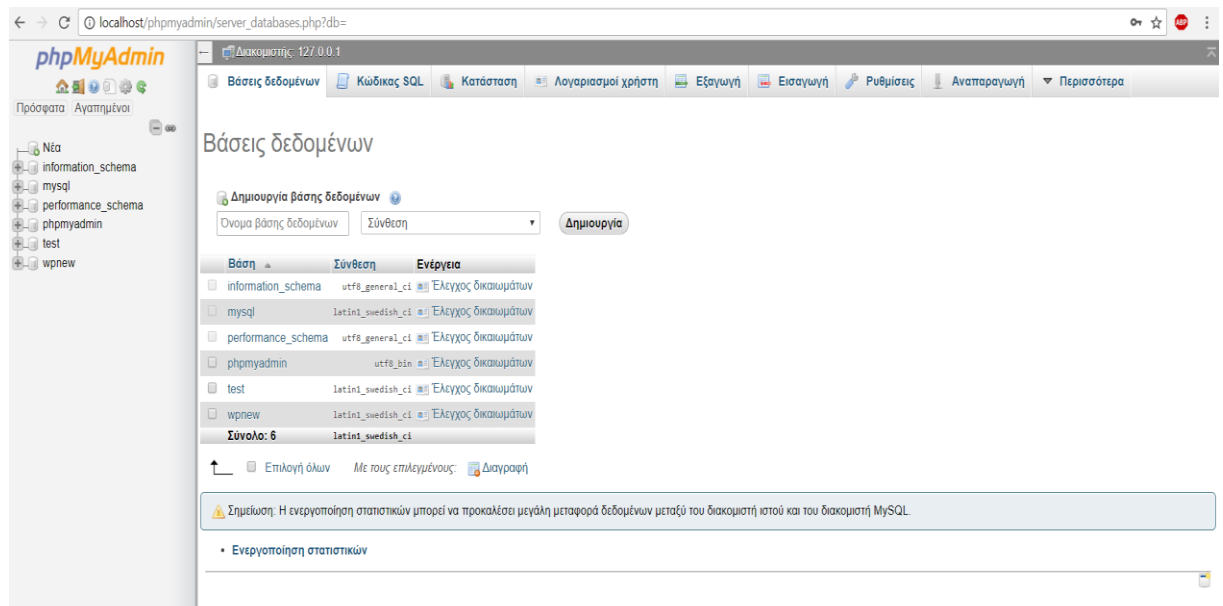 localhost/phpmyadmin/server_databases.php?db=
ABP
phpMyAdmin
Πρόσφατα Αγαπημένοι
Νέα
information_schema
mysql
performance_schema
phpmyadmin
test
wpnew
Διακομιστής: 127.0.0.1
Βάσεις δεδομένων Κώδικας SQL Κατάσταση Λογαριασμοί χρήστη Εξαγωγή Εισαγωγή Ρυθμίσεις Αναπαραγωγή Περισσότερα
Βάσεις δεδομένων
Δημιουργία βάσης δεδομένων
Όνομα βάσης δεδομένων Σύνθεση Δημιουργία
Βάση Σύνθεση Ενέργεια
information_schema utf8_general_ci Έλεγχος δικαιωμάτων
mysql latin1_swedish_ci Έλεγχος δικαιωμάτων
performance_schema utf8_general_ci Έλεγχος δικαιωμάτων
phpmyadmin utf8_bin Έλεγχος δικαιωμάτων
test latin1_swedish_ci Έλεγχος δικαιωμάτων
wpnew latin1_swedish_ci Έλεγχος δικαιωμάτων
Σύνολο: 6 latin1_swedish_ci
Επιλογή όλων Με τους επιλεγμένους: Διαγραφή
Σημείωση: Η ενεργοποίηση στατιστικών μπορεί να προκαλέσει μεγάλη μεταφορά δεδομένων μεταξύ του διακομιστή ιστού και του διακομιστή MySQL.
• Ενεργοποίηση στατιστικών